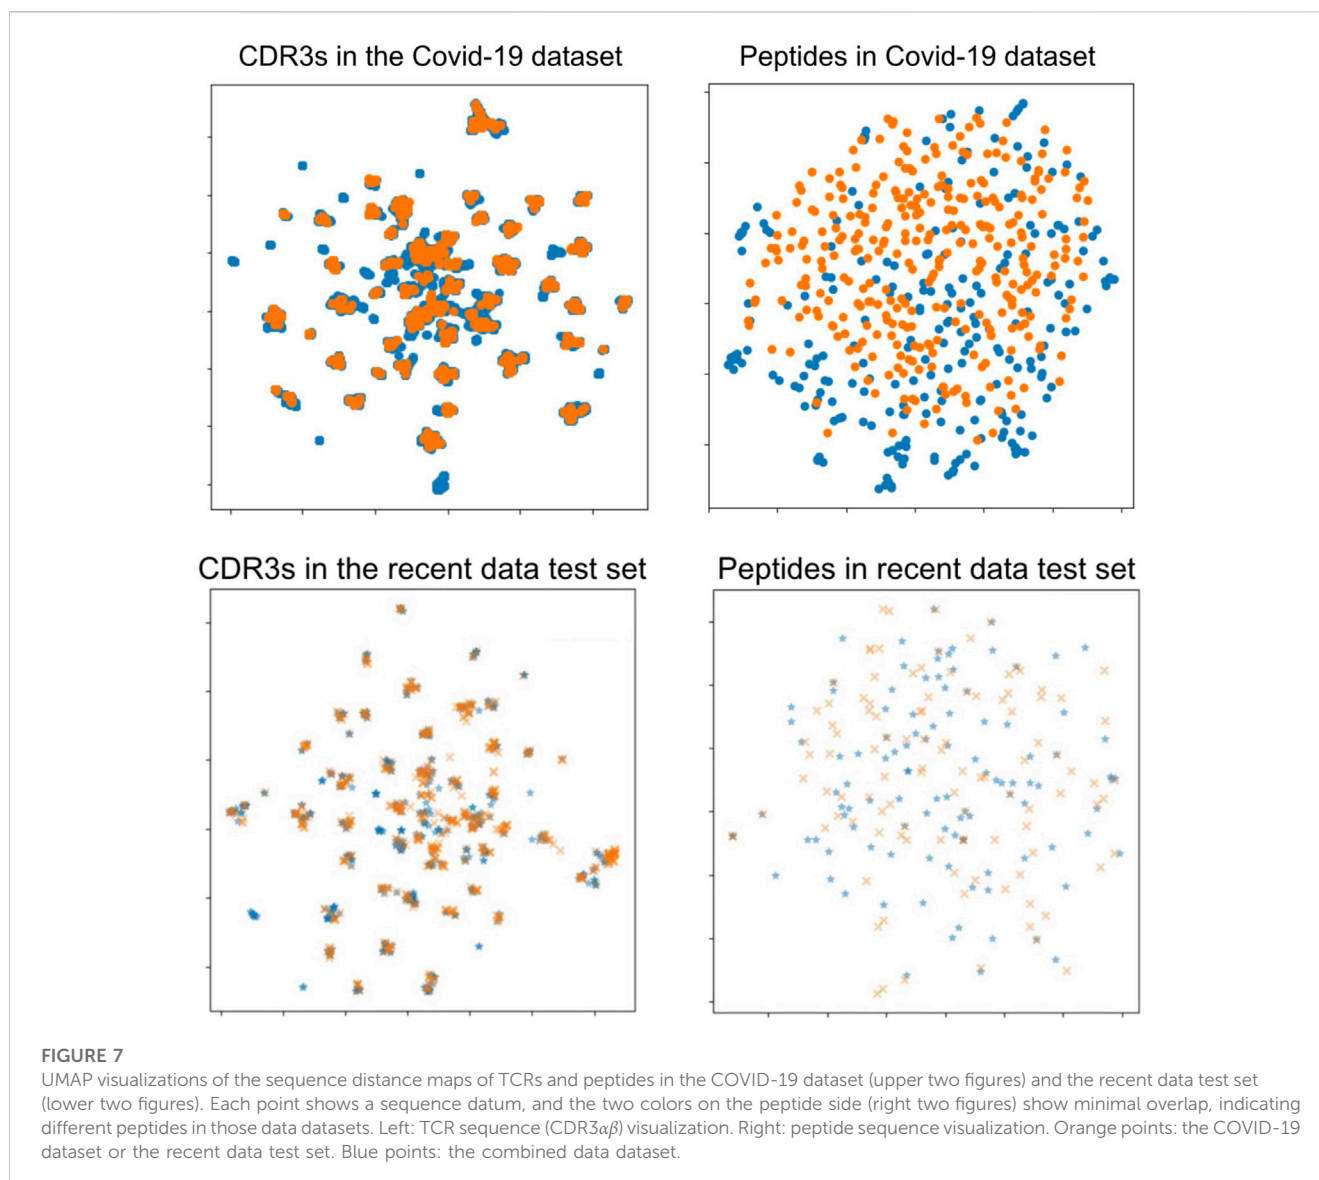 CDR3s in the Covid-19 dataset
Peptides in Covid-19 dataset
CDR3s in the recent data test set
Peptides in recent data test set
FIGURE 7
UMAP visualizations of the sequence distance maps of TCRs and peptides in the COVID-19 dataset (upper two figures) and the recent data test set
(lower two figures). Each point shows a sequence datum, and the two colors on the peptide side (right two figures) show minimal overlap, indicating
different peptides in those data datasets. Left: TCR sequence (CDR3αβ) visualization. Right: peptide sequence visualization. Orange points: the COVID-19
dataset or the recent data test set. Blue points: the combined data dataset.